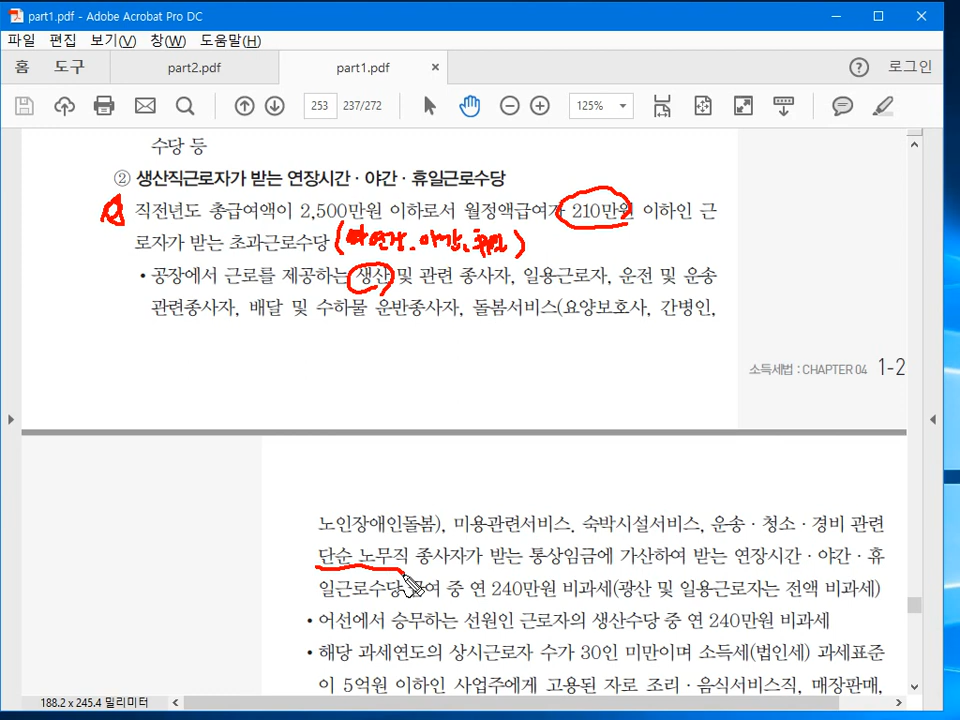 part1.pdf - Adobe Acrobat Pro DC
파일 편집 보기(V) 창(W) 도움말(H)
홈 도구 part2.pdf part1.pdf × ? 로그인
253 237/272 125%
수당 등
② 생산직근로자가 받는 연장시간 · 야간 · 휴일근로수당
직전년도 총급여액이 2,500만원 이하로서 월정액급여가 210만원 이하인 근
로자가 받는 초과근로수당 ( 연장. 야간. )
• 공장에서 근로를 제공하는 생산 및 관련 종사자, 일용근로자, 운전 및 운송
관련종사자, 배달 및 수하물 운반종사자, 돌봄서비스(요양보호사, 간병인,
소득세법 : CHAPTER 04 1-2
노인장애인돌봄), 미용관련서비스, 숙박시설서비스, 운송 · 청소 · 경비 관련
단순 노무직 종사자가 받는 통상임금에 가산하여 받는 연장시간 · 야간 · 휴
일근로수당 급여 중 연 240만원 비과세(광산 및 일용근로자는 전액 비과세)
• 어선에서 승무하는 선원인 근로자의 생산수당 중 연 240만원 비과세
• 해당 과세연도의 상시근로자 수가 30인 미만이며 소득세(법인세) 과세표준
이 5억원 이하인 사업주에게 고용된 자로 조리 · 음식서비스직, 매장판매,
188.2 x 245.4 밀리미터